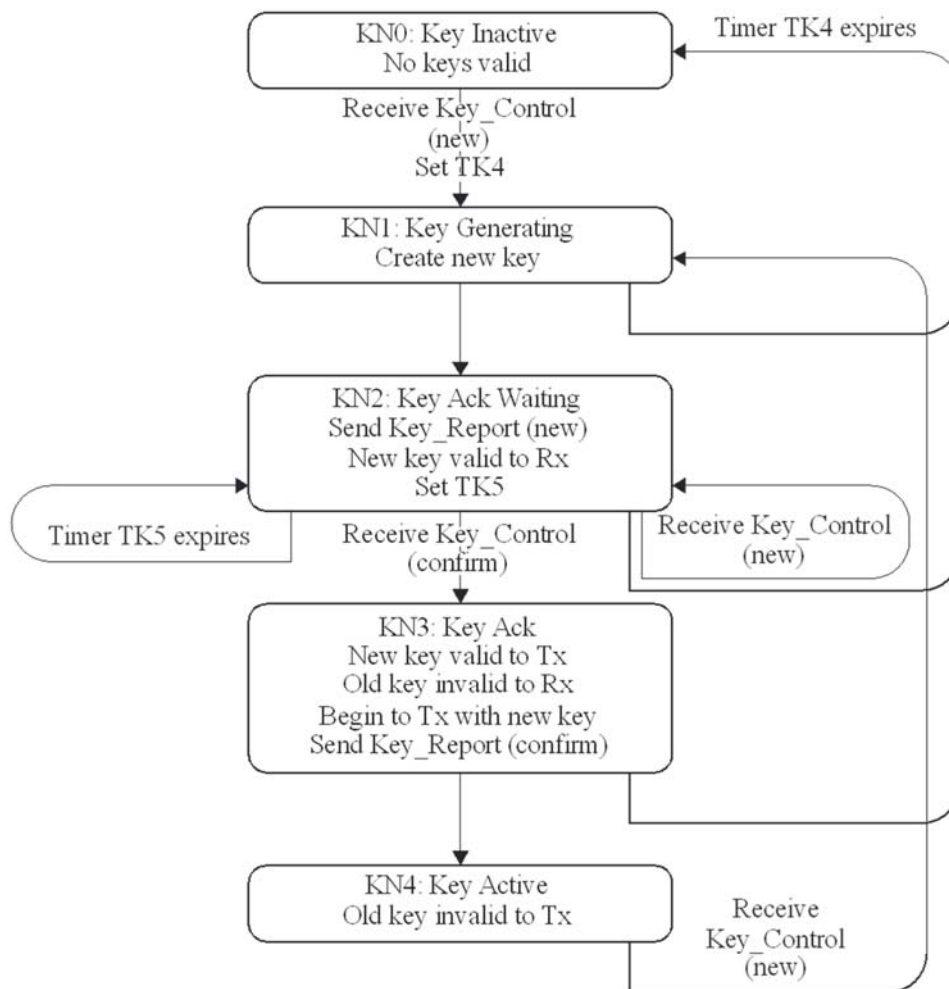 KN0: Key Inactive
No keys valid
Timer TK4 expires
Receive Key_Control
(new)
Set TK4
KN1: Key Generating
Create new key
KN2: Key Ack Waiting
Send Key_Report (new)
New key valid to Rx
Set TK5
Timer TK5 expires
Receive Key_Control
(confirm)
Receive Key_Control
(new)
KN3: Key Ack
New key valid to Tx
Old key invalid to Rx
Begin to Tx with new key
Send Key_Report (confirm)
KN4: Key Active
Old key invalid to Tx
Receive
Key_Control
(new)